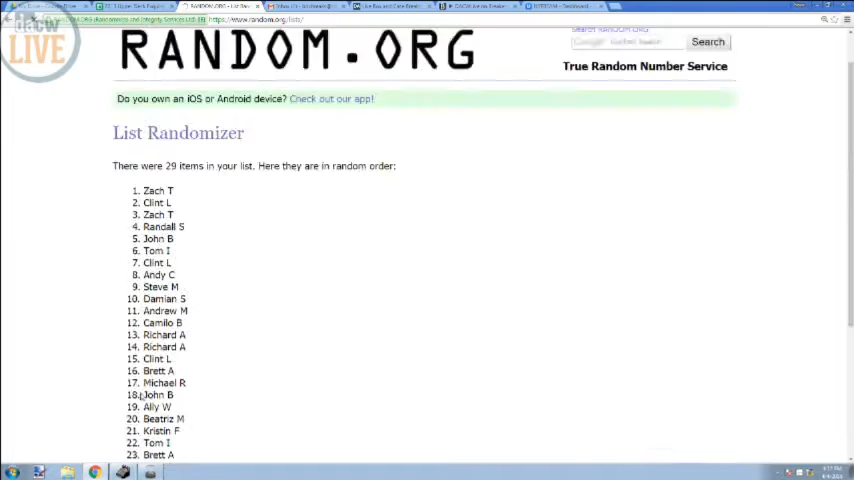 dacw
LIVE
https://www.random.org/lists/
RANDOM.ORG
Search RANDOM.ORG
Google
Search
True Random Number Service
Do you own an iOS or Android device? Check out our app!
List Randomizer
There were 29 items in your list. Here they are in random order:
1. Zach T
2. Clint L
3. Zach T
4. Randall S
5. John B
6. Tom I
7. Clint L
8. Andy C
9. Steve M
10. Damian S
11. Andrew M
12. Camilo B
13. Richard A
14. Richard A
15. Clint L
16. Brett A
17. Michael R
18. John B
19. Ally W
20. Beatriz M
21. Kristin F
22. Tom I
23. Brett A